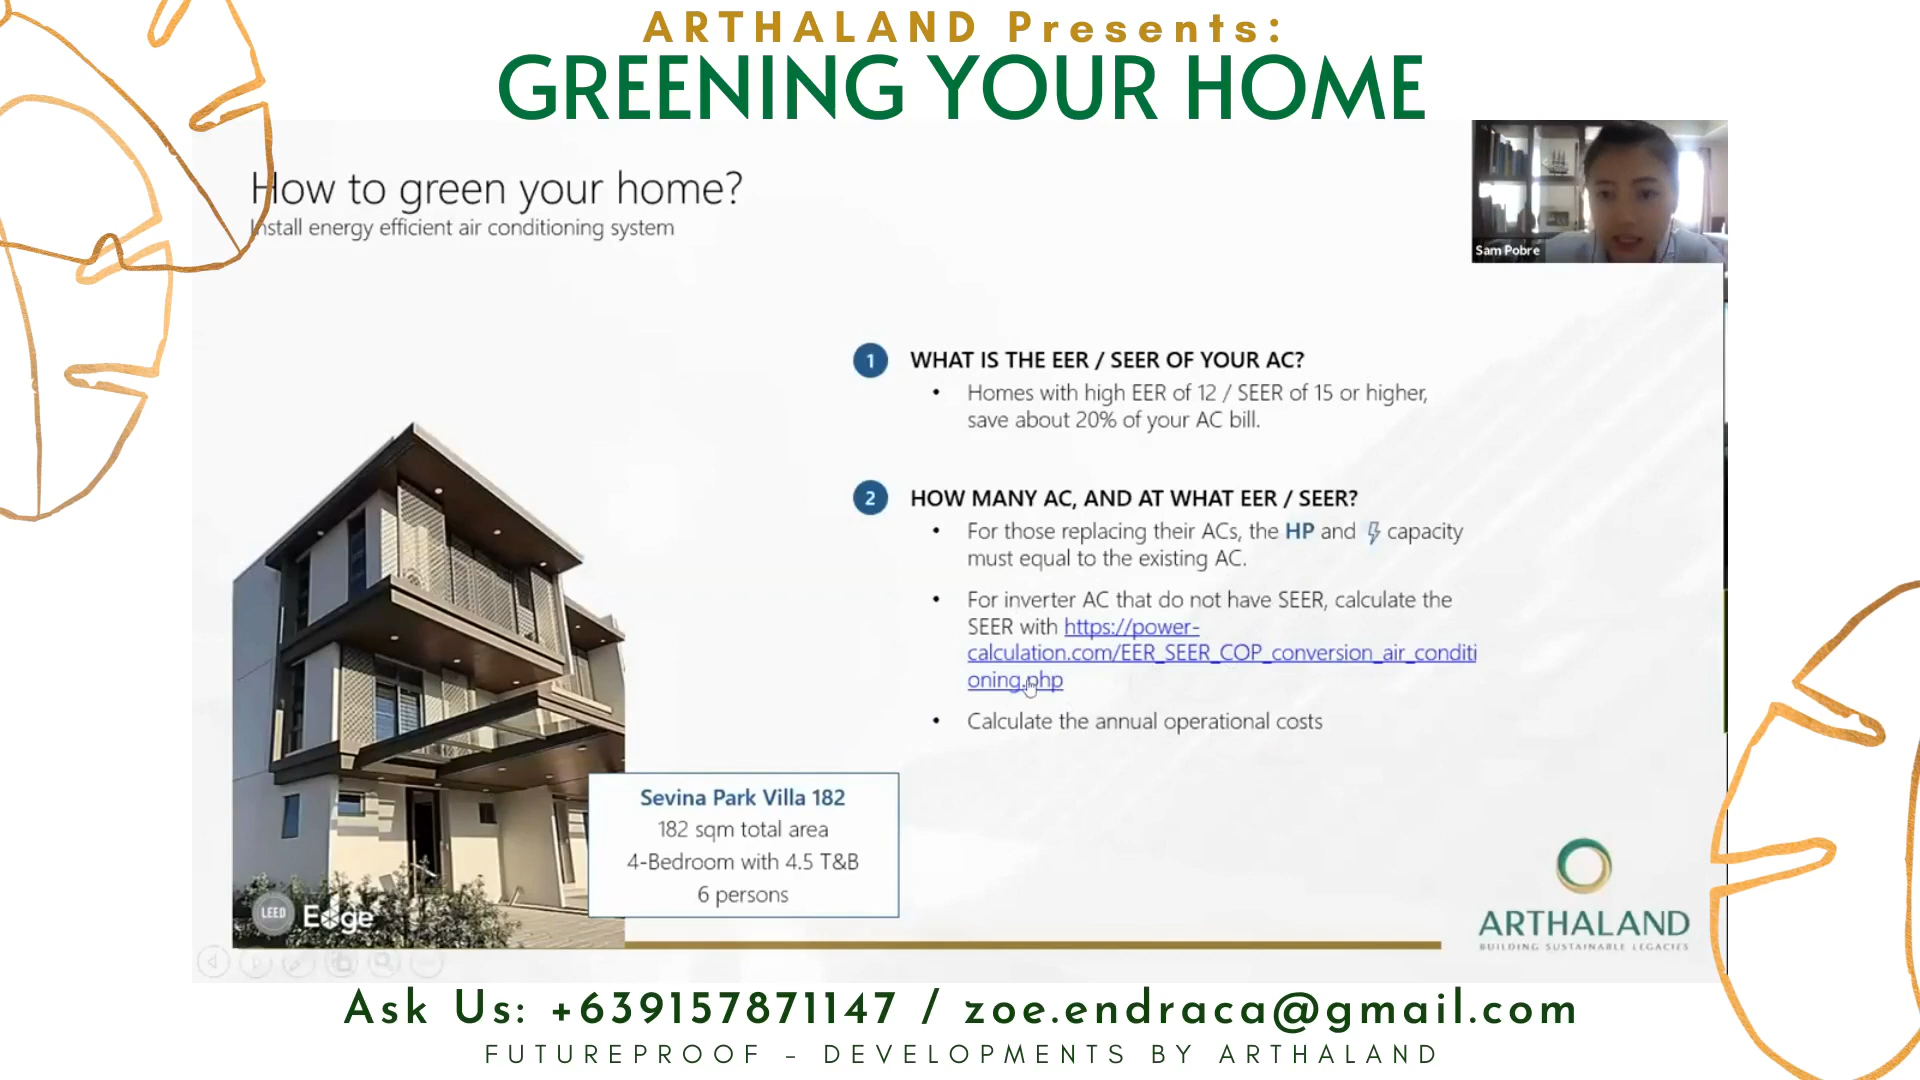 ARTHALAND Presents:
GREENING YOUR HOME
How to green your home?
Install energy efficient air conditioning system
Sam Pobre
1 WHAT IS THE EER / SEER OF YOUR AC?
• Homes with high EER of 12 / SEER of 15 or higher,
save about 20% of your AC bill.
2 HOW MANY AC, AND AT WHAT EER / SEER?
• For those replacing their ACs, the HP and capacity
must equal to the existing AC.
• For inverter AC that do not have SEER, calculate the
SEER with https://power-
calculation.com/EER_SEER_COP_conversion_air_conditi
oning.php
• Calculate the annual operational costs
Sevina Park Villa 182
182 sqm total area
4-Bedroom with 4.5 T&B
6 persons
LEED Edge
ARTHALAND
BUILDING SUSTAINABLE LEGACIES
Ask Us: +639157871147 / zoe.endraca@gmail.com
FUTUREPROOF – DEVELOPMENTS BY ARTHALAND